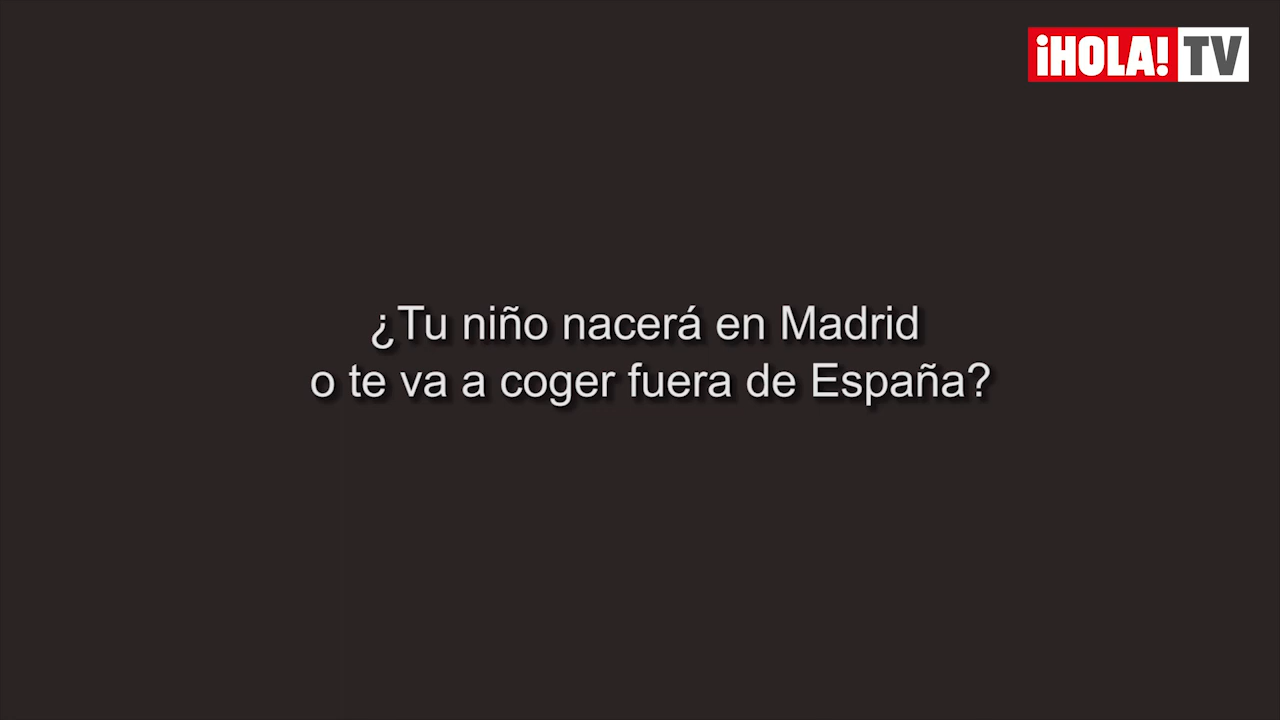 ¡HOLA! TV
¿Tu niño nacerá en Madrid
o te va a coger fuera de España?